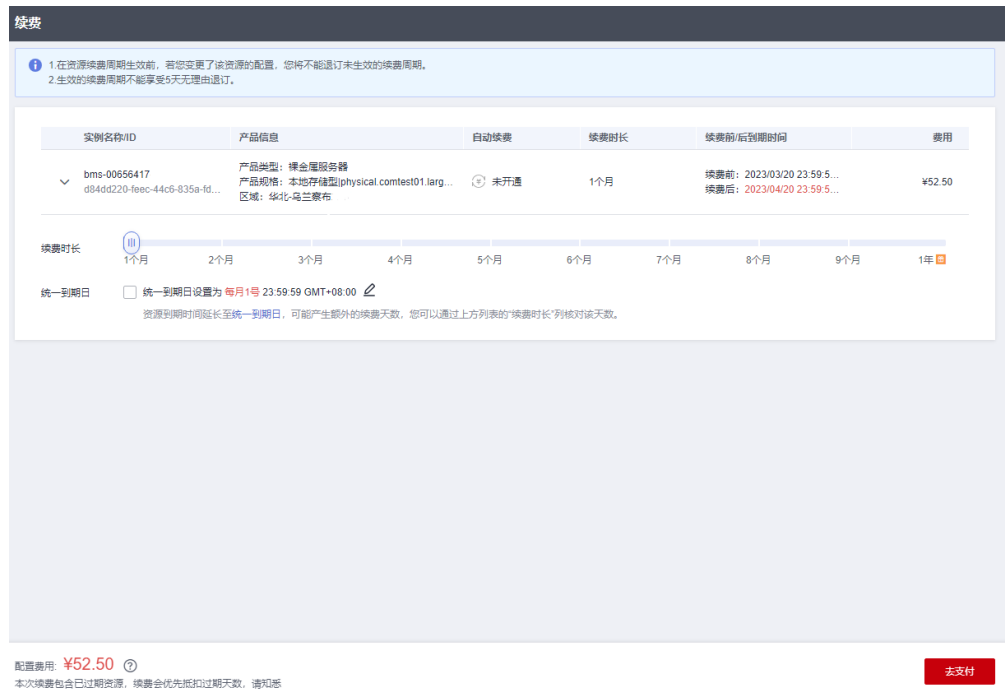 续费
1.在资源续费周期生效前，若您变更了该资源的配置，您将不能退订未生效的续费周期。
2.生效的续费周期不能享受5天无理由退订。
实例名称/ID 产品信息 自动续费 续费时长 续费前/后到期时间 费用
bms-00656417
d84dd220-feec-44c6-835a-fd...
产品类型：裸金属服务器
产品规格：本地存储型|physical.comtest01.larg...
区域：华北-乌兰察布
未开通
1个月
续费前：2023/03/20 23:59:5...
续费后：2023/04/20 23:59:5...
¥52.50
续费时长
1个月 2个月 3个月 4个月 5个月 6个月 7个月 8个月 9个月 1年
统一到期日 统一到期日设置为 每月1号 23:59:59 GMT+08:00
资源到期时间延长至统一到期日，可能产生额外的续费天数，您可以通过上方列表的“续费时长”列核对该天数。
配置费用: ¥52.50
本次续费包含已过期资源，续费会优先抵扣过期天数，请知悉
去支付